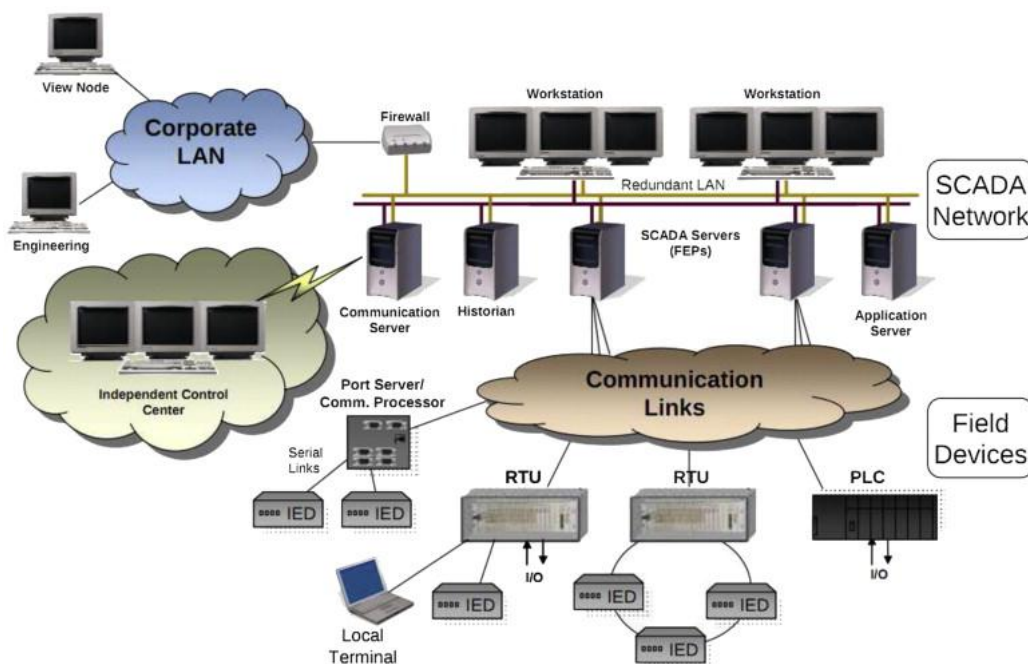 View Node
Corporate
LAN
Engineering
Firewall
Workstation
Workstation
Redundant LAN
SCADA
Network
SCADA Servers
(FEPs)
Communication
Server
Historian
Application
Server
Independent Control
Center
Port Server/
Comm. Processor
Communication
Links
Field
Devices
Serial
Links
IED
IED
RTU
RTU
PLC
I/O
I/O
IED
IED
IED
IED
Local
Terminal